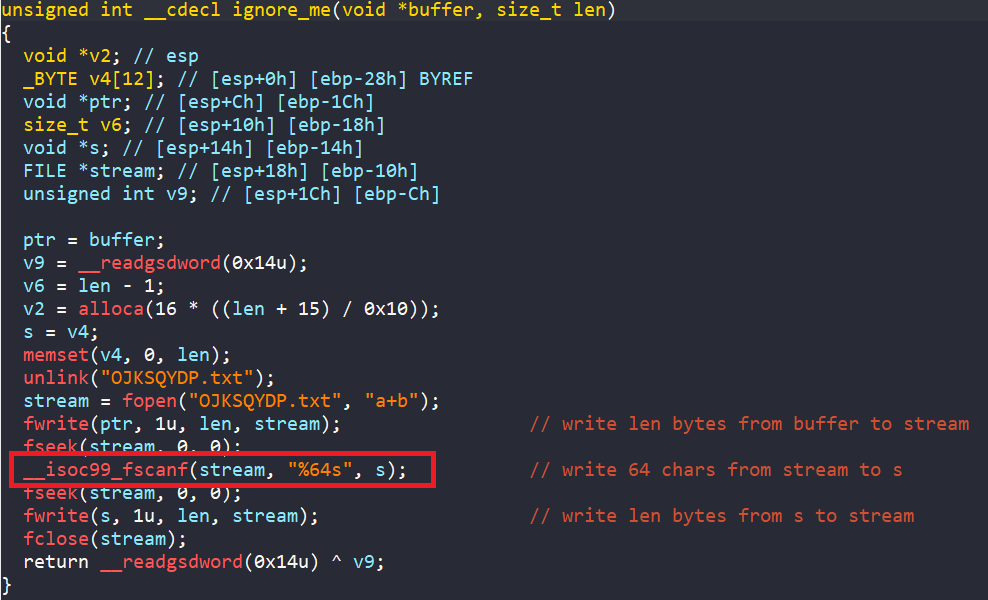 unsigned int __cdecl ignore_me(void *buffer, size_t len)
{
  void *v2; // esp
  _BYTE v4[12]; // [esp+0h] [ebp-28h] BYREF
  void *ptr; // [esp+Ch] [ebp-1Ch]
  size_t v6; // [esp+10h] [ebp-18h]
  void *s; // [esp+14h] [ebp-14h]
  FILE *stream; // [esp+18h] [ebp-10h]
  unsigned int v9; // [esp+1Ch] [ebp-Ch]

  ptr = buffer;
  v9 = __readgsdword(0x14u);
  v6 = len - 1;
  v2 = alloca(16 * ((len + 15) / 0x10));
  s = v4;
  memset(v4, 0, len);
  unlink("OJKSQYDP.txt");
  stream = fopen("OJKSQYDP.txt", "a+b");
  fwrite(ptr, 1u, len, stream); // write len bytes from buffer to stream
  fseek(stream, 0, 0);
  __isoc99_fscanf(stream, "%64s", s); // write 64 chars from stream to s
  fseek(stream, 0, 0);
  fwrite(s, 1u, len, stream); // write len bytes from s to stream
  fclose(stream);
  return __readgsdword(0x14u) ^ v9;
}